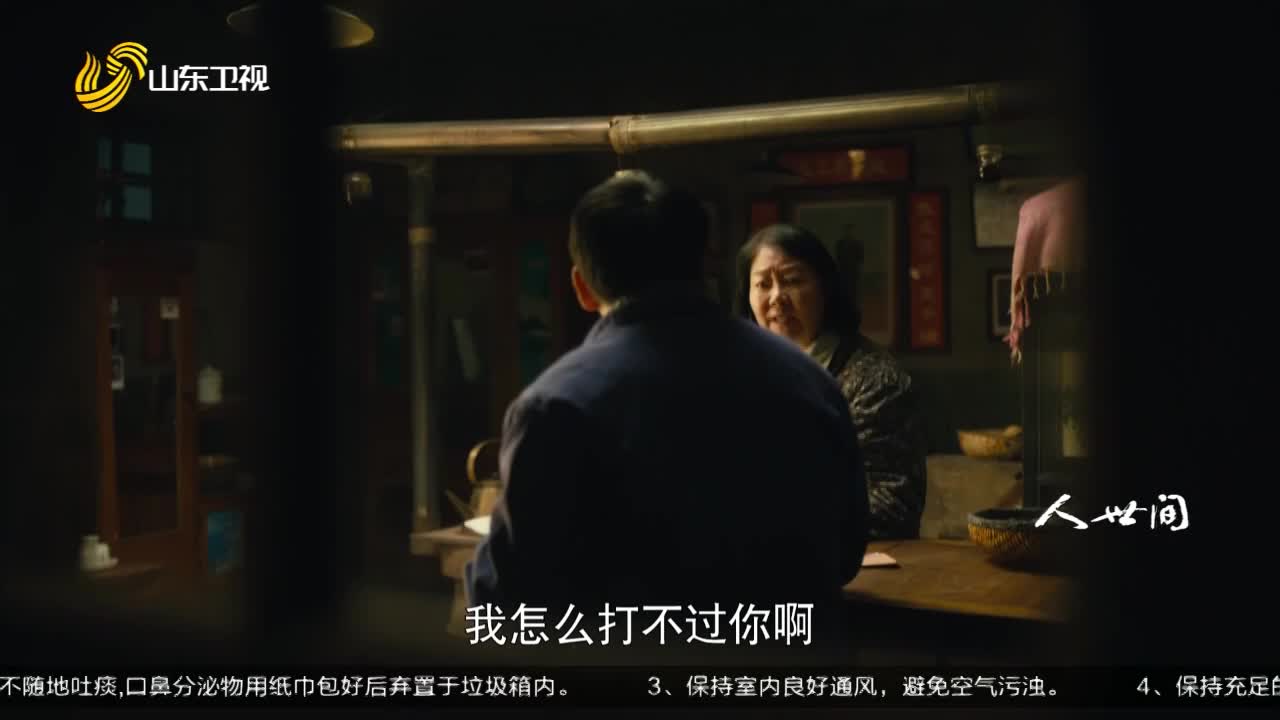 山东卫视
人世间
我怎么打不过你啊
不随地吐痰,口鼻分泌物用纸巾包好后弃置于垃圾箱内。 3、保持室内良好通风，避免空气污浊。 4、保持充足的